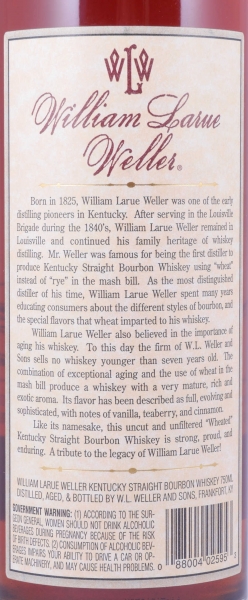 WLW
William Larue
Weller®
Born in 1825, William Larue Weller was one of the early
distilling pioneers in Kentucky. After serving in the Louisville
Brigade during the 1840's, William Larue Weller remained in
Louisville and continued his family heritage of whiskey
distilling. Mr. Weller was famous for being the first distiller to
produce Kentucky Straight Bourbon Whiskey using "wheat"
instead of "rye" in the mash bill. As the most distinguished
distiller of his time, William Larue Weller spent many years
educating consumers about the different styles of bourbon, and
the special flavors that wheat imparted to his whiskey.
William Larue Weller also believed in the importance of
aging his whiskey. To this day the firm of W.L. Weller and
Sons sells no whiskey younger than seven years old. The
combination of extended aging and the use of wheat in the
mash bill produce a whiskey with a very mature, rich and
exotic aroma. Its flavor has been described as full, evolving and
sophisticated, with notes of vanilla, teaberry, and cinnamon.
Like its namesake, this uncut and unfiltered "Wheated"
Kentucky Straight Bourbon Whiskey is strong, proud, and
enduring. A tribute to the legacy of William Larue Weller!
WILLIAM LARUE WELLER KENTUCKY STRAIGHT BOURBON WHISKEY 750ML
DISTILLED, AGED, & BOTTLED BY W.L. WELLER AND SONS, FRANKFORT, KY
GOVERNMENT WARNING: (1) ACCORDING TO THE SUR-
GEON GENERAL, WOMEN SHOULD NOT DRINK ALCOHOLIC
BEVERAGES DURING PREGNANCY BECAUSE OF THE RISK
OF BIRTH DEFECTS. (2) CONSUMPTION OF ALCOHOLIC BEV-
ERAGES IMPAIRS YOUR ABILITY TO DRIVE A CAR OR OP-
ERATE MACHINERY, AND MAY CAUSE HEALTH PROBLEMS.
0 88004 02595